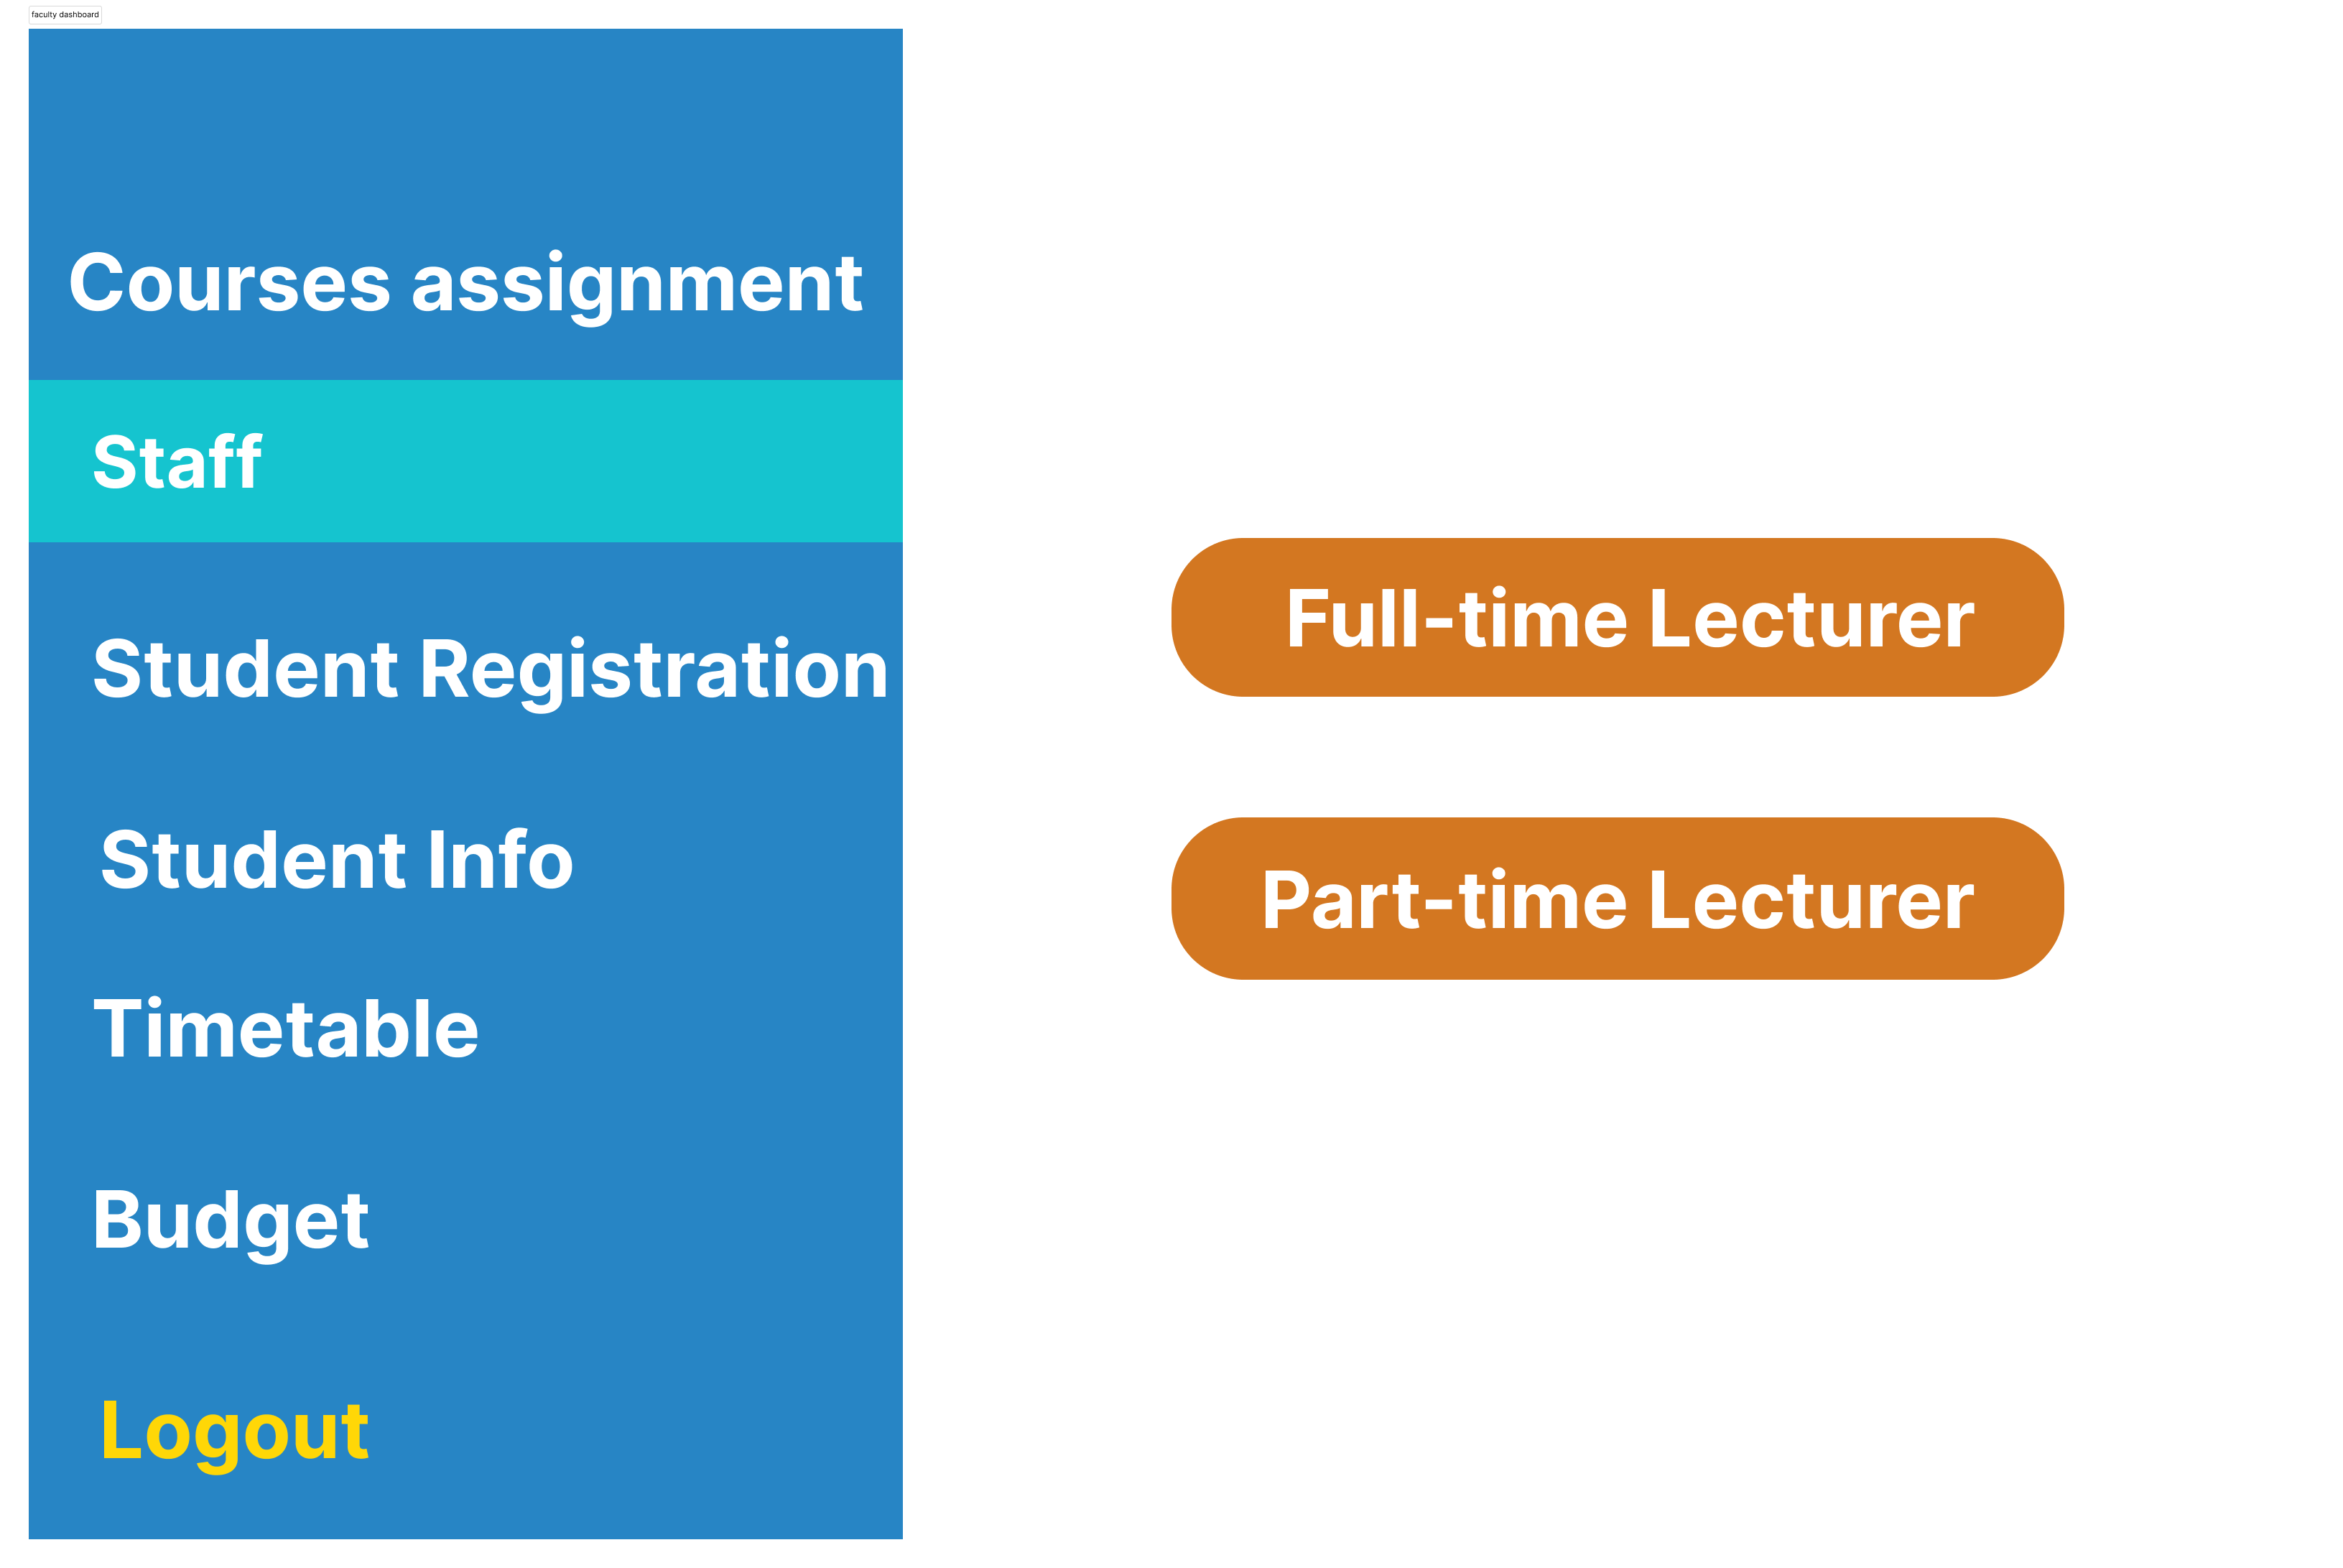 faculty dashboard
Courses assignment
Staff
Student Registration
Student Info
Timetable
Budget
Logout
Full-time Lecturer
Part-time Lecturer